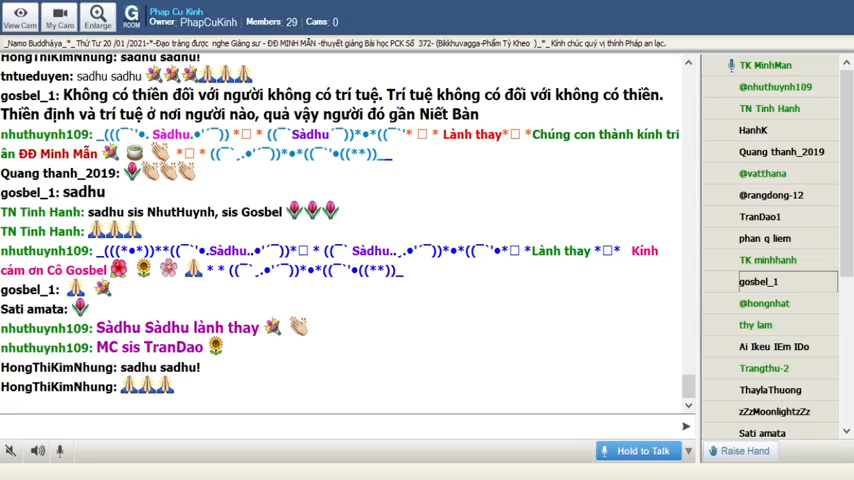 View Cam
My Cam
Enlarge
G
ROOM
Phap Cu Kinh
Owner: PhapCuKinh Members: 29 Cams: 0
_Namo Buddhàya_*_ Thứ Tư 20 /01 /2021-*-Đạo tràng được nghe Giảng sư - ĐĐ MINH MẪN -thuyết giảng Bài học PCK Số 372- (Bikkhuvagga-Phẩm Tỳ Kheo )_*_ Kính chúc quý vị thính Pháp an lạc.
HongThiKimNhung: sadhu sadhu!
tntueduyen: sadhu sadhu
gosbel_1: Không có thiền đối với người không có trí tuệ. Trí tuệ không có đối với không có thiền.
Thiền định và trí tuệ ở nơi người nào, quả vậy người đó gần Niết Bàn
nhuthuynh109: _(((¯`'•. Sàdhu.•'´¯)) *□ * ((¯`Sàdhu´¯))*•*((¯`'* □ * Lành thay*□ *Chúng con thành kính tri
ân ĐĐ Minh Mẫn *□ * ((¯´¸.•'´¯))*•*((¯`'•((**))_ _
Quang thanh_2019:
gosbel_1: sadhu
TN Tinh Hanh: sadhu sis NhutHuynh, sis Gosbel
TN Tinh Hanh:
nhuthuynh109: _(((*•*))**((¯`•.Sàdhu..•'´¯))*□ * ((¯` Sàdhu..¸.•'´¯))*•*((¯`'•*□ *Lành thay *□* Kính
cám ơn Cô Gosbel * * ((¯´¸.•'´¯))*•*((¯`'•((**))_
gosbel_1:
Sati amata:
nhuthuynh109: Sàdhu Sàdhu lành thay
nhuthuynh109: MC sis TranDao
HongThiKimNhung: sadhu sadhu!
HongThiKimNhung:
Hold to Talk
TK MinhMan
@nhuthuynh109
TN Tinh Hanh
HanhK
Quang thanh_2019
@vatthana
@rangdong-12
TranDao1
phan q liem
TK minhhanh
gosbel_1
@hongnhat
thy lam
Ai Ikeu IEm IDo
Trangthu-2
ThaylaThuong
zZzMoonlightzZz
Sati amata
Raise Hand